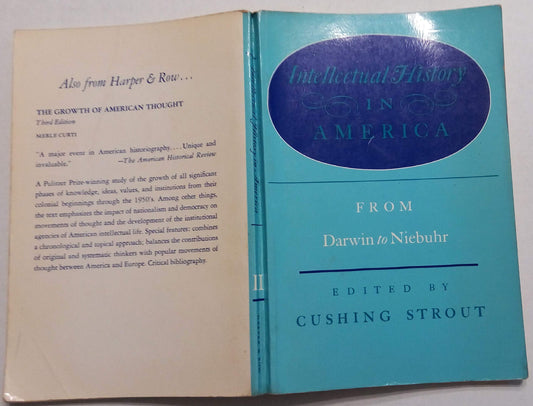 Also from Harper & Row...
THE GROWTH OF AMERICAN THOUGHT
Third Edition
MERLE CURTI
"A major event in American historiography.... Unique and
invaluable."
—The American Historical Review
A Pulitzer Prize-winning study of the growth of all significant
phases of knowledge, ideas, values, and institutions from their
colonial beginnings through the 1950's. Among other things,
the text emphasizes the impact of nationalism and democracy on
movements of thought and the development of the institutional
agencies of American intellectual life. Special features: combines
a chronological and topical approach; balances the contributions
of original and systematic thinkers with popular movements of
thought between America and Europe. Critical bibliography.
II
Intellectual History
IN
AMERICA
FROM
Darwin to Niebuhr
EDITED BY
CUSHING STROUT